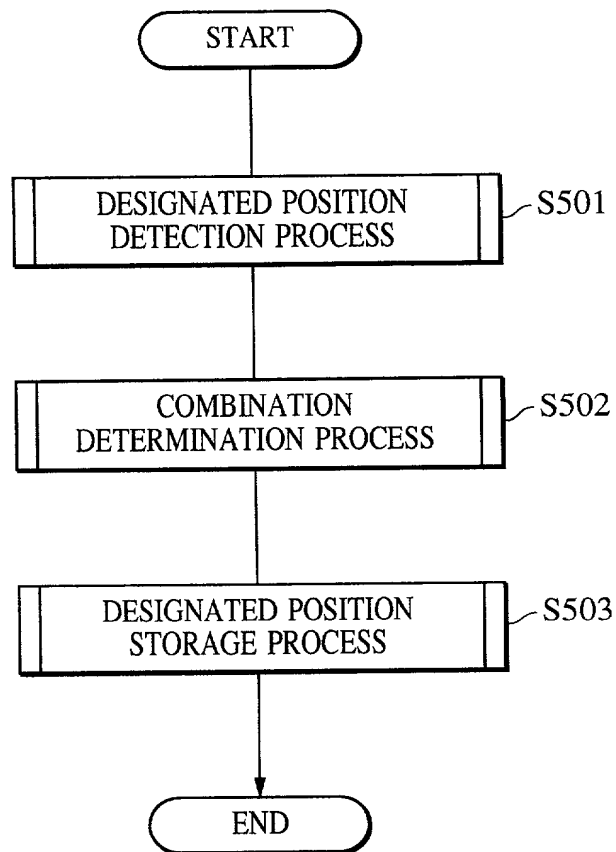 START
DESIGNATED POSITION
DETECTION PROCESS
S501
COMBINATION
DETERMINATION PROCESS
S502
DESIGNATED POSITION
STORAGE PROCESS
S503
END